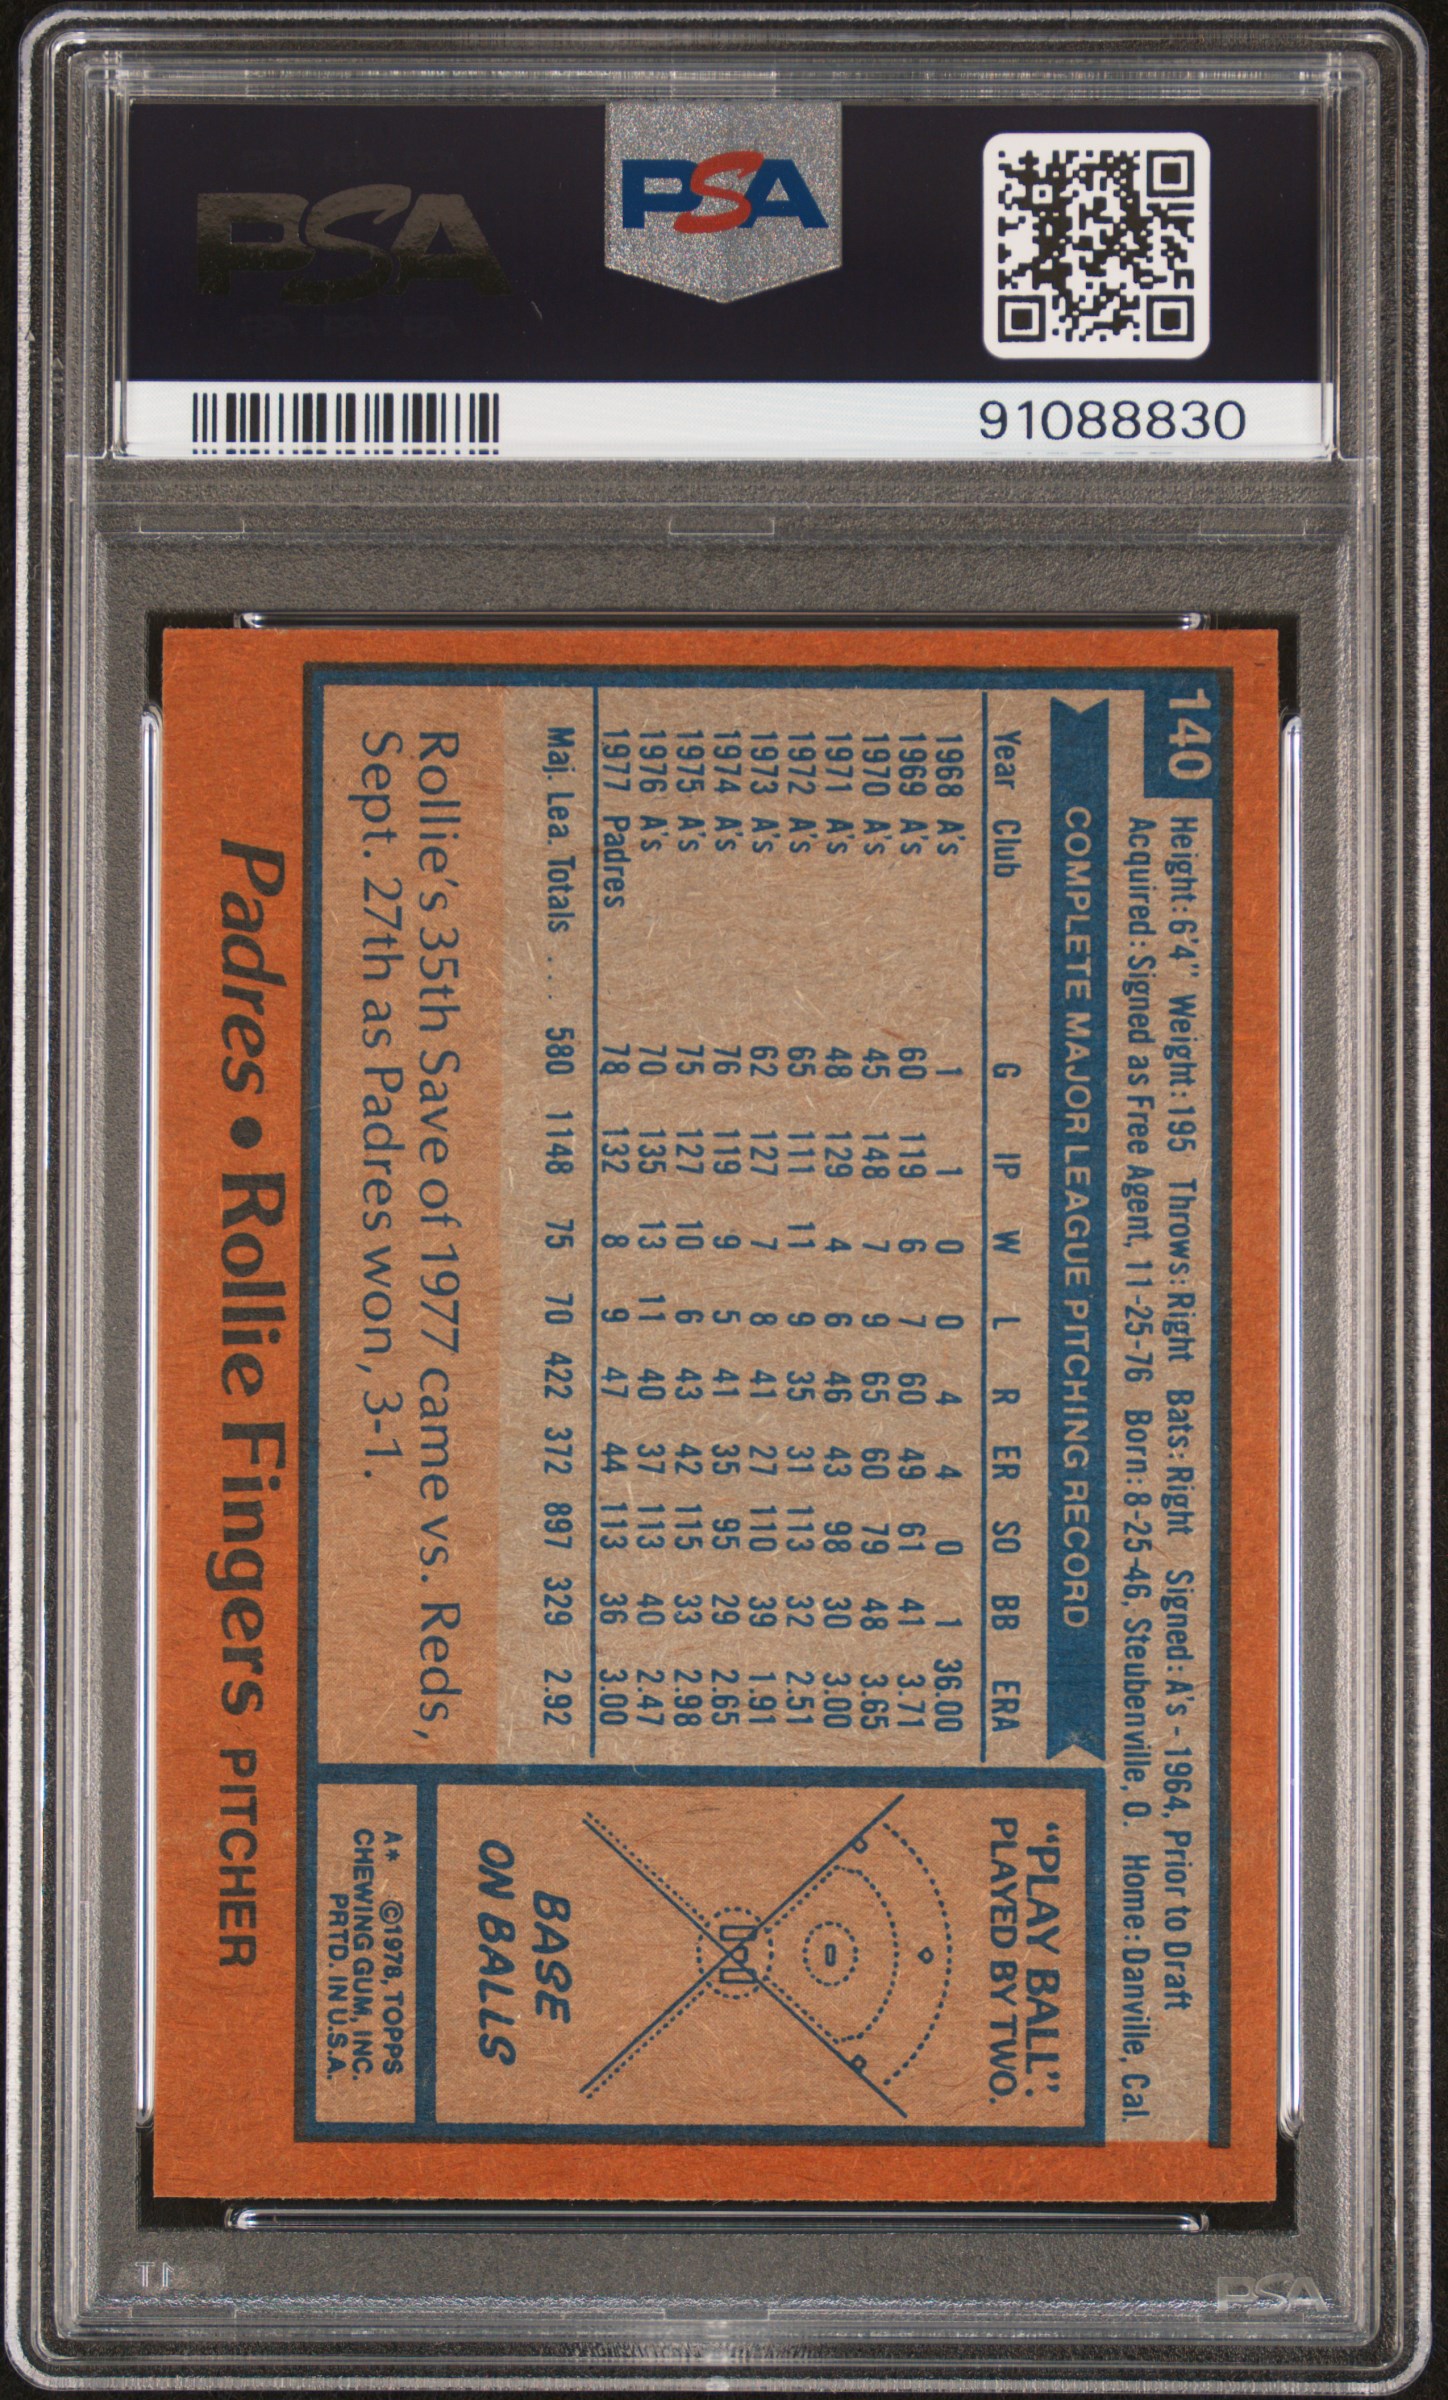 PSA
PSA
91088830
140
Height: 6'4" Weight: 195 Throws: Right Bats: Right Signed: A's - 1964, Prior to Draft
Acquired: Signed as Free Agent, 11-25-76 Born: 8-25-46, Steubenville, O. Home: Danville, Cal.
COMPLETE MAJOR LEAGUE PITCHING RECORD
Year Club G IP W L R ER SO BB ERA
1968 A's 1 1 0 0 4 4 0 1 36.00
1969 A's 60 119 6 7 60 49 61 41 3.71
1970 A's 45 148 7 9 65 60 79 48 3.65
1971 A's 48 129 4 6 46 43 98 30 3.00
1972 A's 65 111 11 9 35 31 113 32 2.51
1973 A's 62 127 7 8 41 27 110 39 1.91
1974 A's 76 119 9 5 41 35 95 29 2.65
1975 A's 75 127 10 6 43 42 115 33 2.98
1976 A's 70 135 13 11 40 37 113 40 2.47
1977 Padres 78 132 8 9 47 44 113 36 3.00
Maj. Lea. Totals . . . 580 1148 75 70 422 372 897 329 2.92
Rollie's 35th Save of 1977 came vs. Reds,
Sept. 27th as Padres won, 3-1.
"PLAY BALL":
PLAYED BY TWO.
BASE
ON BALLS
A* ©1978, TOPPS
CHEWING GUM, INC.
PRTD. IN U.S.A.
Padres • Rollie Fingers PITCHER
PSA